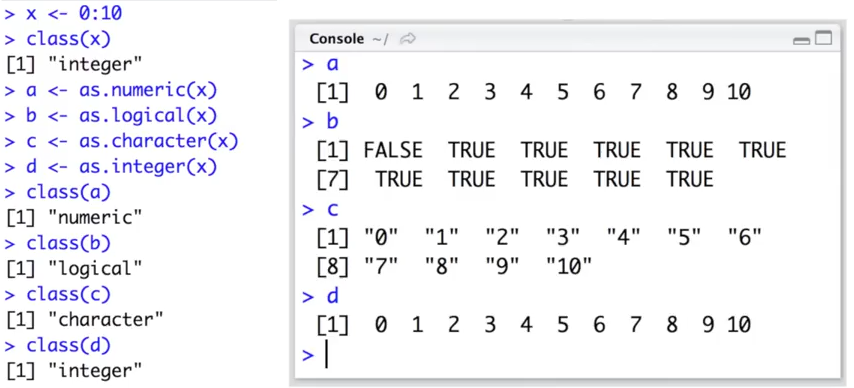 > x <- 0:10
> class(x)
[1] "integer"
> a <- as.numeric(x)
> b <- as.logical(x)
> c <- as.character(x)
> d <- as.integer(x)
> class(a)
[1] "numeric"
> class(b)
[1] "logical"
> class(c)
[1] "character"
> class(d)
[1] "integer"
Console ~/
> a
[1] 0 1 2 3 4 5 6 7 8 9 10
> b
[1] FALSE TRUE TRUE TRUE TRUE TRUE
[7] TRUE TRUE TRUE TRUE TRUE
> c
[1] "0" "1" "2" "3" "4" "5" "6"
[8] "7" "8" "9" "10"
> d
[1] 0 1 2 3 4 5 6 7 8 9 10
>